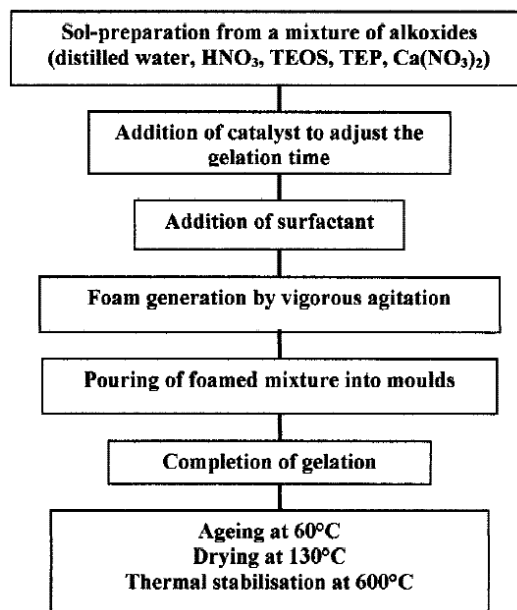 Sol-preparation from a mixture of alkoxides
(distilled water, HNO₃, TEOS, TEP, Ca(NO₃)₂)
Addition of catalyst to adjust the
gelation time
Addition of surfactant
Foam generation by vigorous agitation
Pouring of foamed mixture into moulds
Completion of gelation
Ageing at 60°C
Drying at 130°C
Thermal stabilisation at 600°C